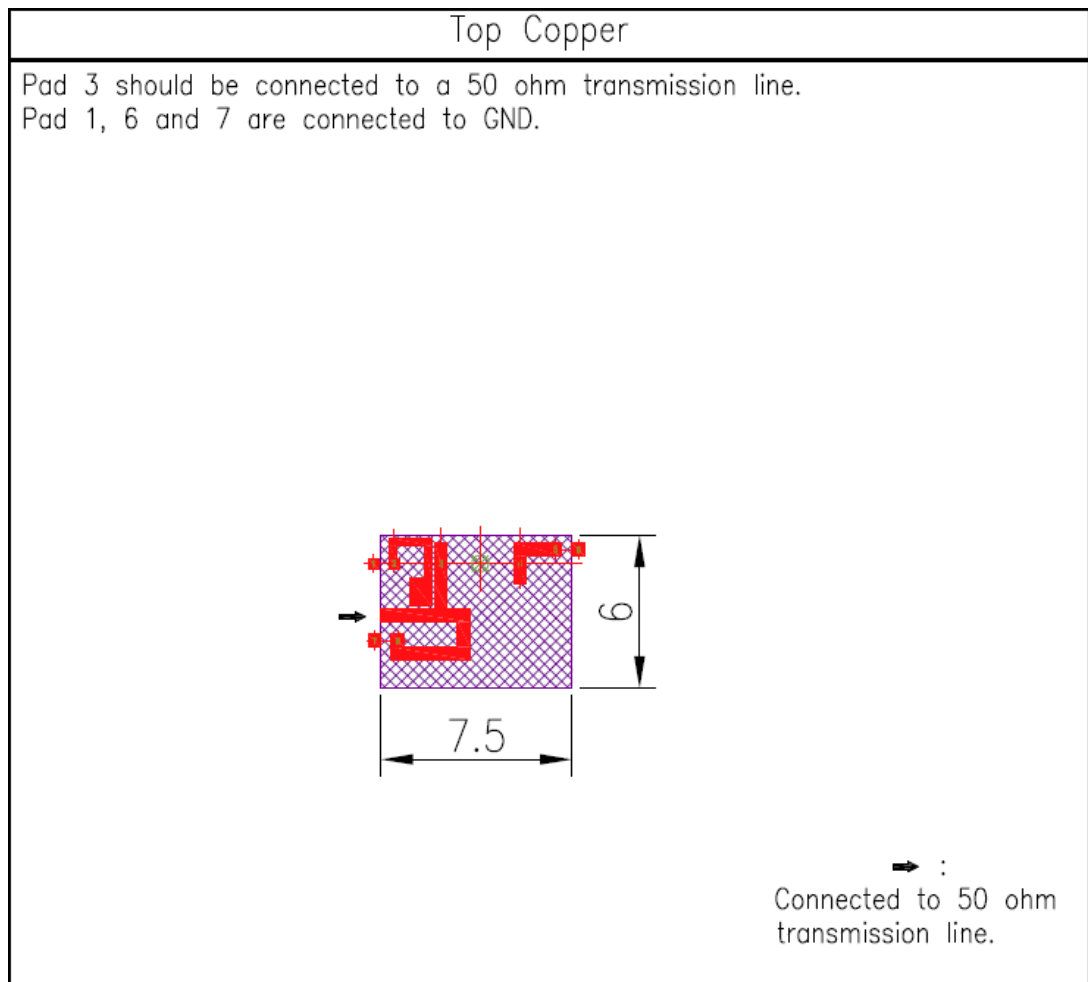 Top Copper
Pad 3 should be connected to a 50 ohm transmission line.
Pad 1, 6 and 7 are connected to GND.
6
7.5
:
Connected to 50 ohm
transmission line.